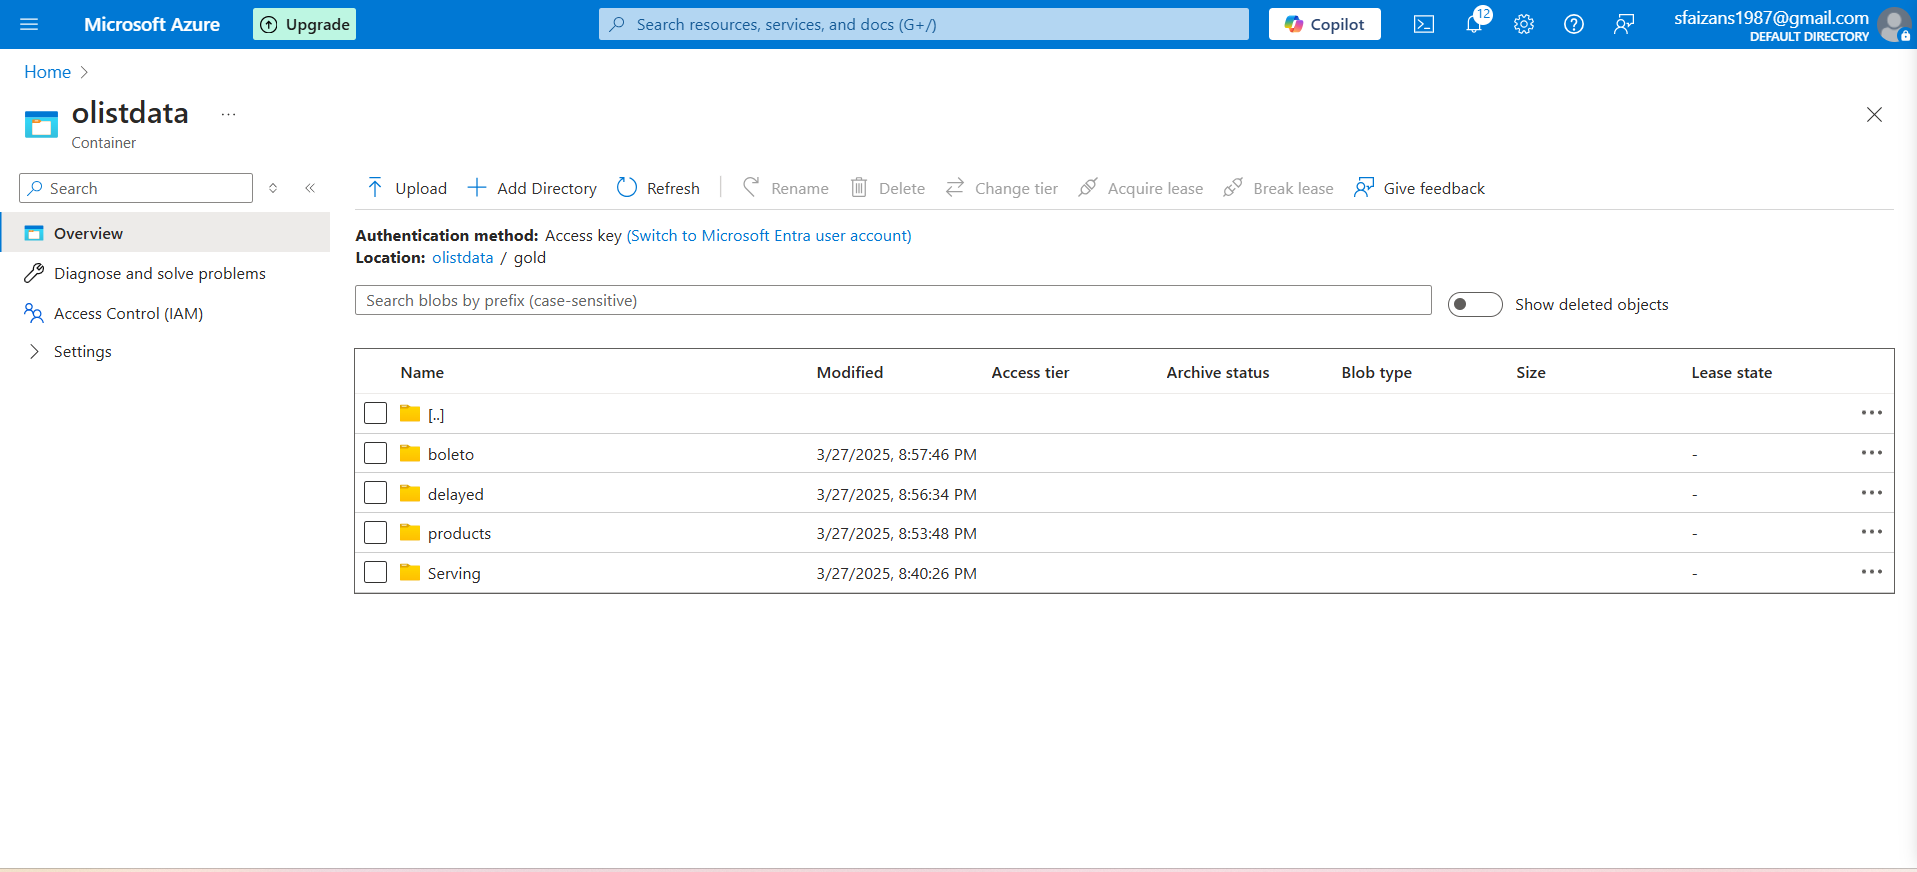 Microsoft Azure
Upgrade
Search resources, services, and docs (G+/)
Copilot
12
sfaizans1987@gmail.com
DEFAULT DIRECTORY
Home
olistdata
...
Container
Search
Upload
Add Directory
Refresh
Rename
Delete
Change tier
Acquire lease
Break lease
Give feedback
Overview
Diagnose and solve problems
Access Control (IAM)
Settings
Authentication method: Access key (Switch to Microsoft Entra user account)
Location: olistdata / gold
Search blobs by prefix (case-sensitive)
Show deleted objects
Name Modified Access tier Archive status Blob type Size Lease state
[..]
boleto 3/27/2025, 8:57:46 PM -
delayed 3/27/2025, 8:56:34 PM -
products 3/27/2025, 8:53:48 PM -
Serving 3/27/2025, 8:40:26 PM -